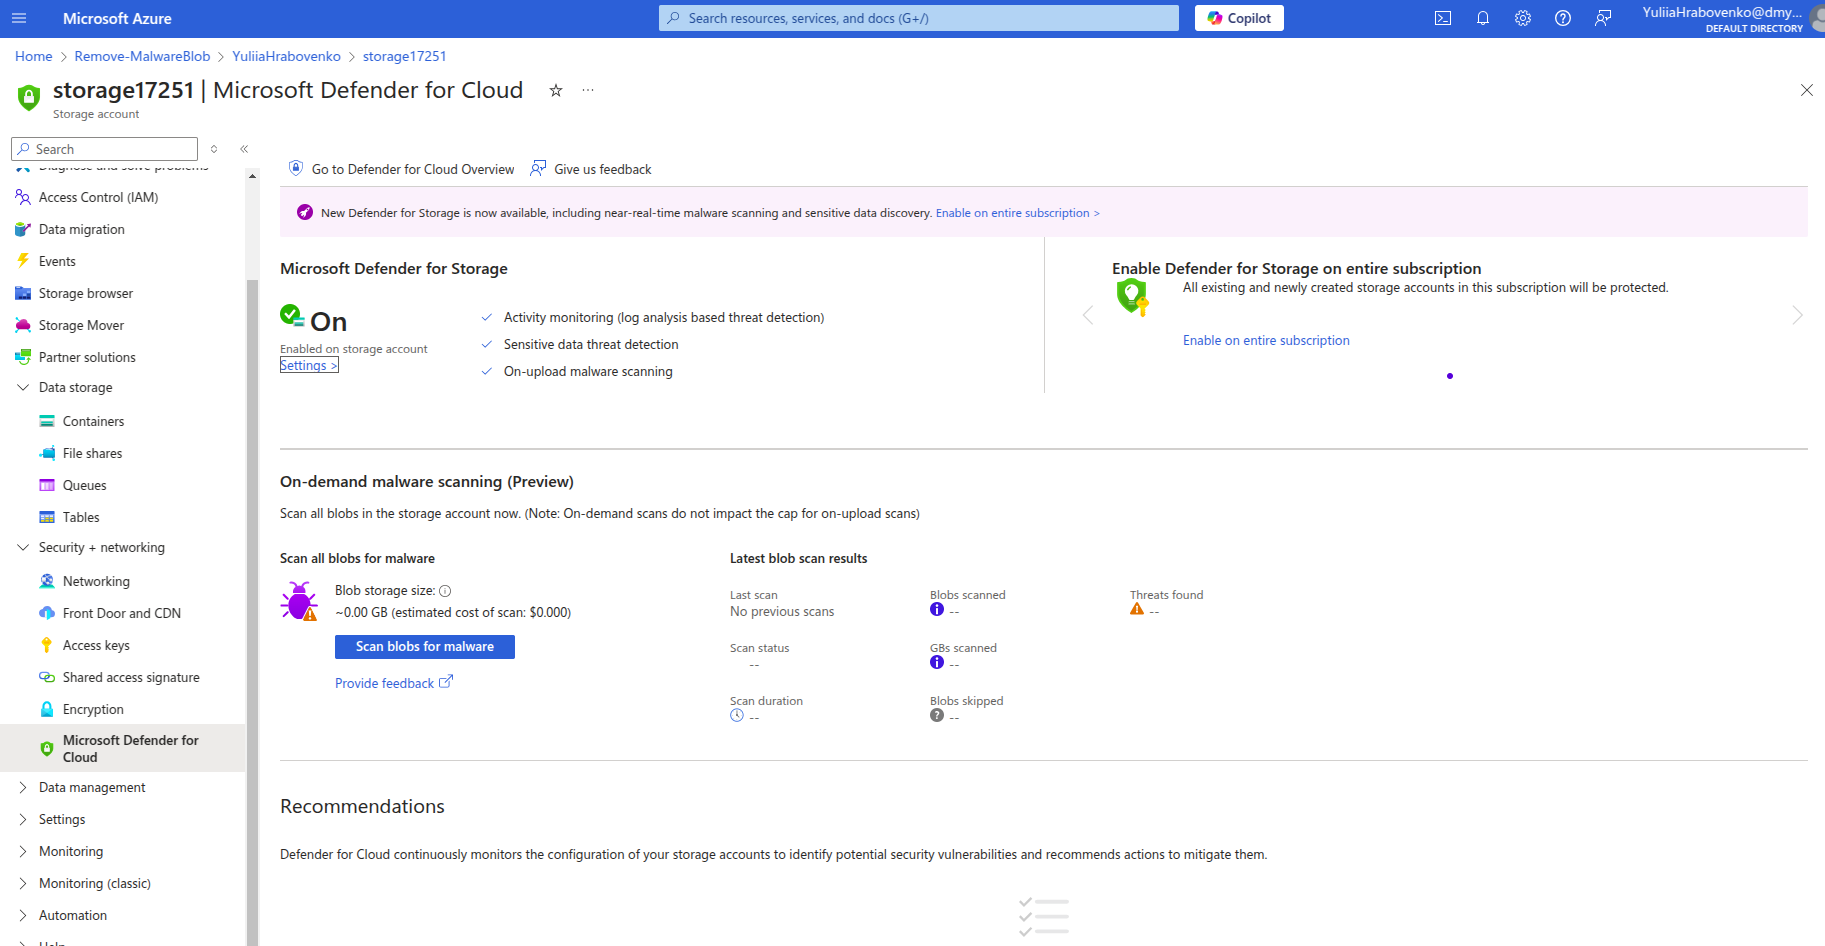 Microsoft Azure
Search resources, services, and docs (G+/)
Copilot
YuliiaHrabovenko@dmy...
DEFAULT DIRECTORY
Home > Remove-MalwareBlob > YuliiaHrabovenko > storage17251
storage17251 | Microsoft Defender for Cloud
Storage account
Search
Diagnose and solve problems
Access Control (IAM)
Data migration
Events
Storage browser
Storage Mover
Partner solutions
Data storage
Containers
File shares
Queues
Tables
Security + networking
Networking
Front Door and CDN
Access keys
Shared access signature
Encryption
Microsoft Defender for
Cloud
Data management
Settings
Monitoring
Monitoring (classic)
Automation
Help
Go to Defender for Cloud Overview
Give us feedback
New Defender for Storage is now available, including near-real-time malware scanning and sensitive data discovery. Enable on entire subscription >
Microsoft Defender for Storage
On
Enabled on storage account
Settings >
Activity monitoring (log analysis based threat detection)
Sensitive data threat detection
On-upload malware scanning
Enable Defender for Storage on entire subscription
All existing and newly created storage accounts in this subscription will be protected.
Enable on entire subscription
On-demand malware scanning (Preview)
Scan all blobs in the storage account now. (Note: On-demand scans do not impact the cap for on-upload scans)
Scan all blobs for malware
Blob storage size:
~0.00 GB (estimated cost of scan: $0.000)
Scan blobs for malware
Provide feedback
Latest blob scan results
Last scan
No previous scans
Blobs scanned
--
Threats found
--
Scan status
--
GBs scanned
--
Scan duration
--
Blobs skipped
--
Recommendations
Defender for Cloud continuously monitors the configuration of your storage accounts to identify potential security vulnerabilities and recommends actions to mitigate them.